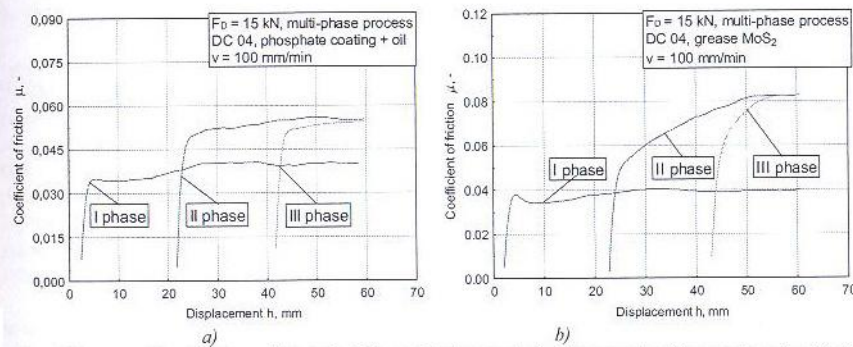 F_D = 15 kN, multi-phase process
DC 04, phosphate coating + oil
v = 100 mm/min
Coefficient of friction μ, -
0,090
0,075
0,060
0,045
0,030
0,015
0,000
I phase
II phase
III phase
0 10 20 30 40 50 60 70
Displacement h, mm
a)
F_D = 15 kN, multi-phase process
DC 04, grease MoS₂
v = 100 mm/min
Coefficient of friction μ, -
0.12
0.10
0.08
0.06
0.04
0.02
0.00
I phase
II phase
III phase
0 10 20 30 40 50 60 70
Displacement h, mm
b)